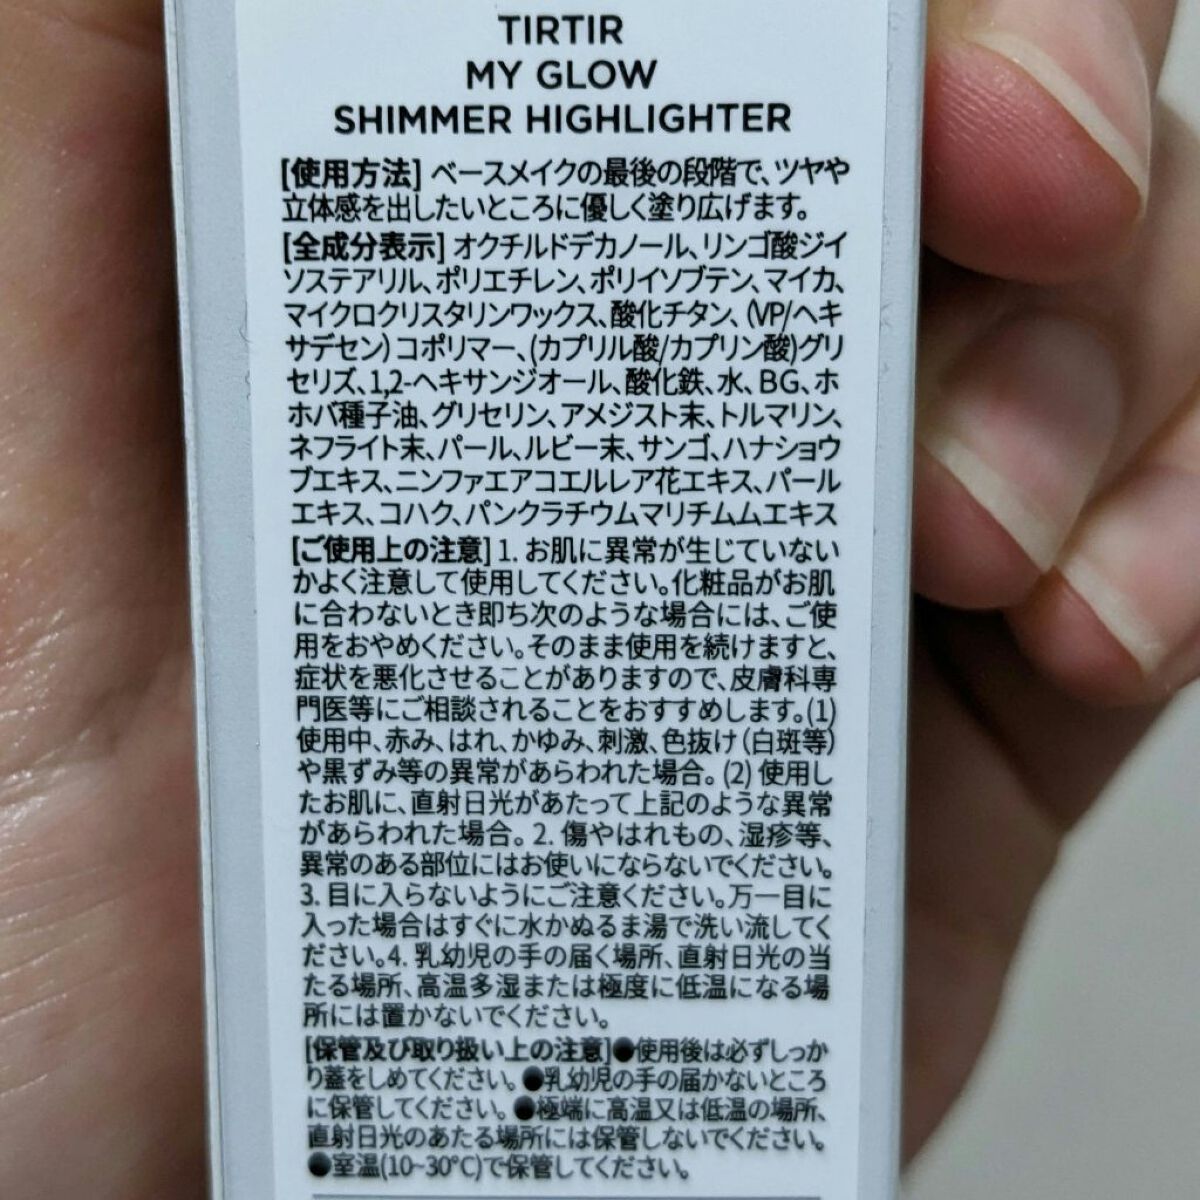 TIRTIR
MY GLOW
SHIMMER HIGHLIGHTER
[使用方法] ベースメイクの最後の段階で、ツヤや
立体感を出したいところに優しく塗り広げます。
[全成分表示] オクチルドデカノール、リンゴ酸ジイ
ソステアリル、ポリエチレン、ポリイソブテン、マイカ、
マイクロクリスタリンワックス、酸化チタン、(VP/ヘキ
サデセン)コポリマー、(カプリル酸/カプリン酸)グリ
セリズ、1,2-ヘキサンジオール、酸化鉄、水、BG、ホ
ホバ種子油、グリセリン、アメジスト末、トルマリン、
ネフライト末、パール、ルビー末、サンゴ、ハナショウ
ブエキス、ニンファエアコエルレア花エキス、パール
エキス、コハク、パンクラチウムマリチムムエキス
[ご使用上の注意] 1. お肌に異常が生じていない
かよく注意して使用してください。化粧品がお肌
に合わないとき即ち次のような場合には、ご使
用をおやめください。そのまま使用を続けますと、
症状を悪化させることがありますので、皮膚科専
門医等にご相談されることをおすすめします。(1)
使用中、赤み、はれ、かゆみ、刺激、色抜け(白斑等)
や黒ずみ等の異常があらわれた場合。(2) 使用し
たお肌に、直射日光があたって上記のような異常
があらわれた場合。2. 傷やはれもの、湿疹等、
異常のある部位にはお使いにならないでください。
3. 目に入らないようにご注意ください。万一目に
入った場合はすぐに水かぬるま湯で洗い流してく
ださい。4. 乳幼児の手の届く場所、直射日光の当
たる場所、高温多湿または極度に低温になる場
所には置かないでください。
[保管及び取り扱い上の注意]●使用後は必ずしっか
り蓋をしめてください。●乳幼児の手の届かないところ
に保管してください。●極端に高温又は低温の場所、
直射日光のあたる場所には保管しないでください。
●室温(10~30℃)で保管してください。